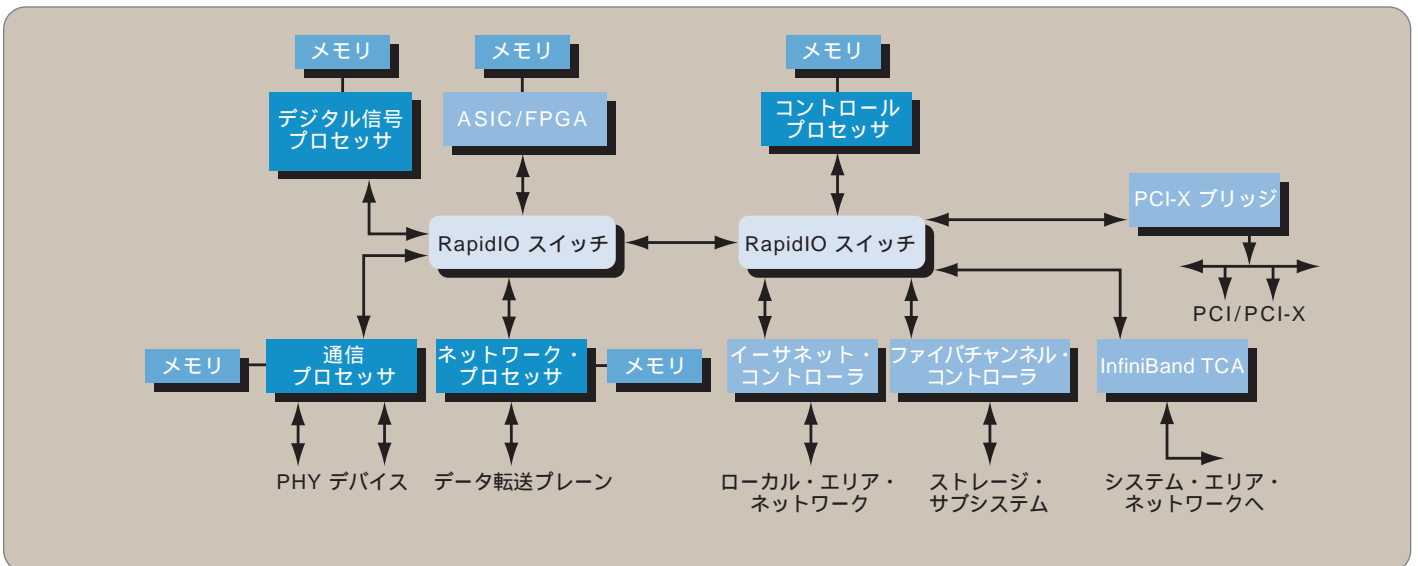 メモリ
メモリ
メモリ
デジタル信号
プロセッサ
ASIC/FPGA
コントロール
プロセッサ
PCI-X ブリッジ
RapidIO スイッチ
RapidIO スイッチ
PCI/PCI-X
メモリ
通信
プロセッサ
ネットワーク・
プロセッサ
メモリ
イーサネット・
コントローラ
ファイバチャンネル・
コントローラ
InfiniBand TCA
PHY デバイス
データ転送プレーン
ローカル・エリア・
ネットワーク
ストレージ・
サブシステム
システム・エリア・
ネットワークへ